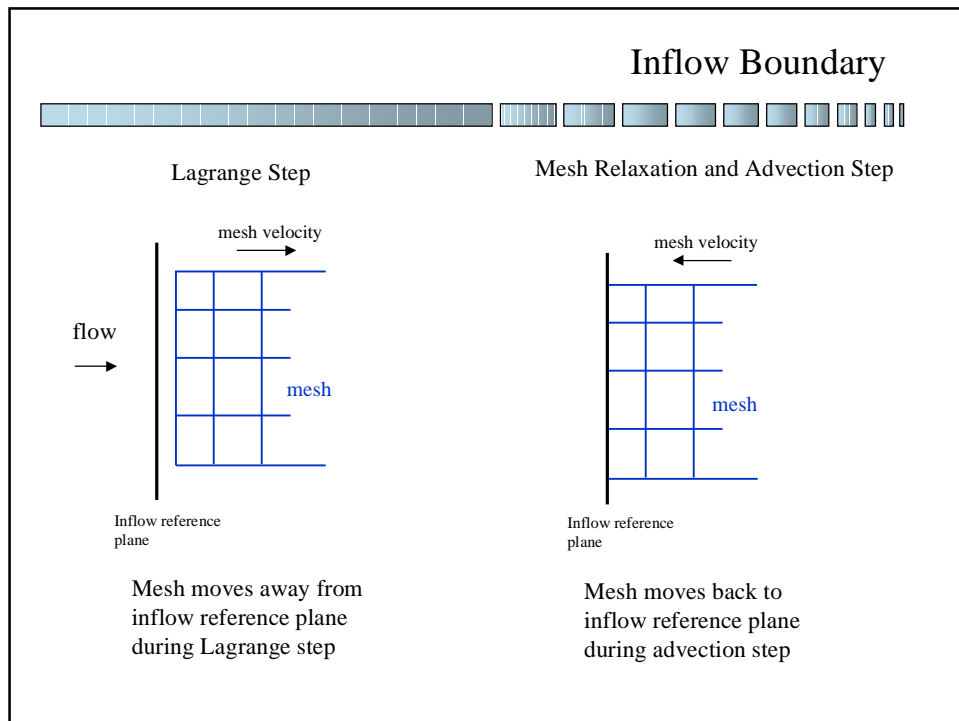 Inflow Boundary
Lagrange Step
mesh velocity
flow
mesh
Inflow reference
plane
Mesh moves away from
inflow reference plane
during Lagrange step
Mesh Relaxation and Advection Step
mesh velocity
mesh
Inflow reference
plane
Mesh moves back to
inflow reference plane
during advection step